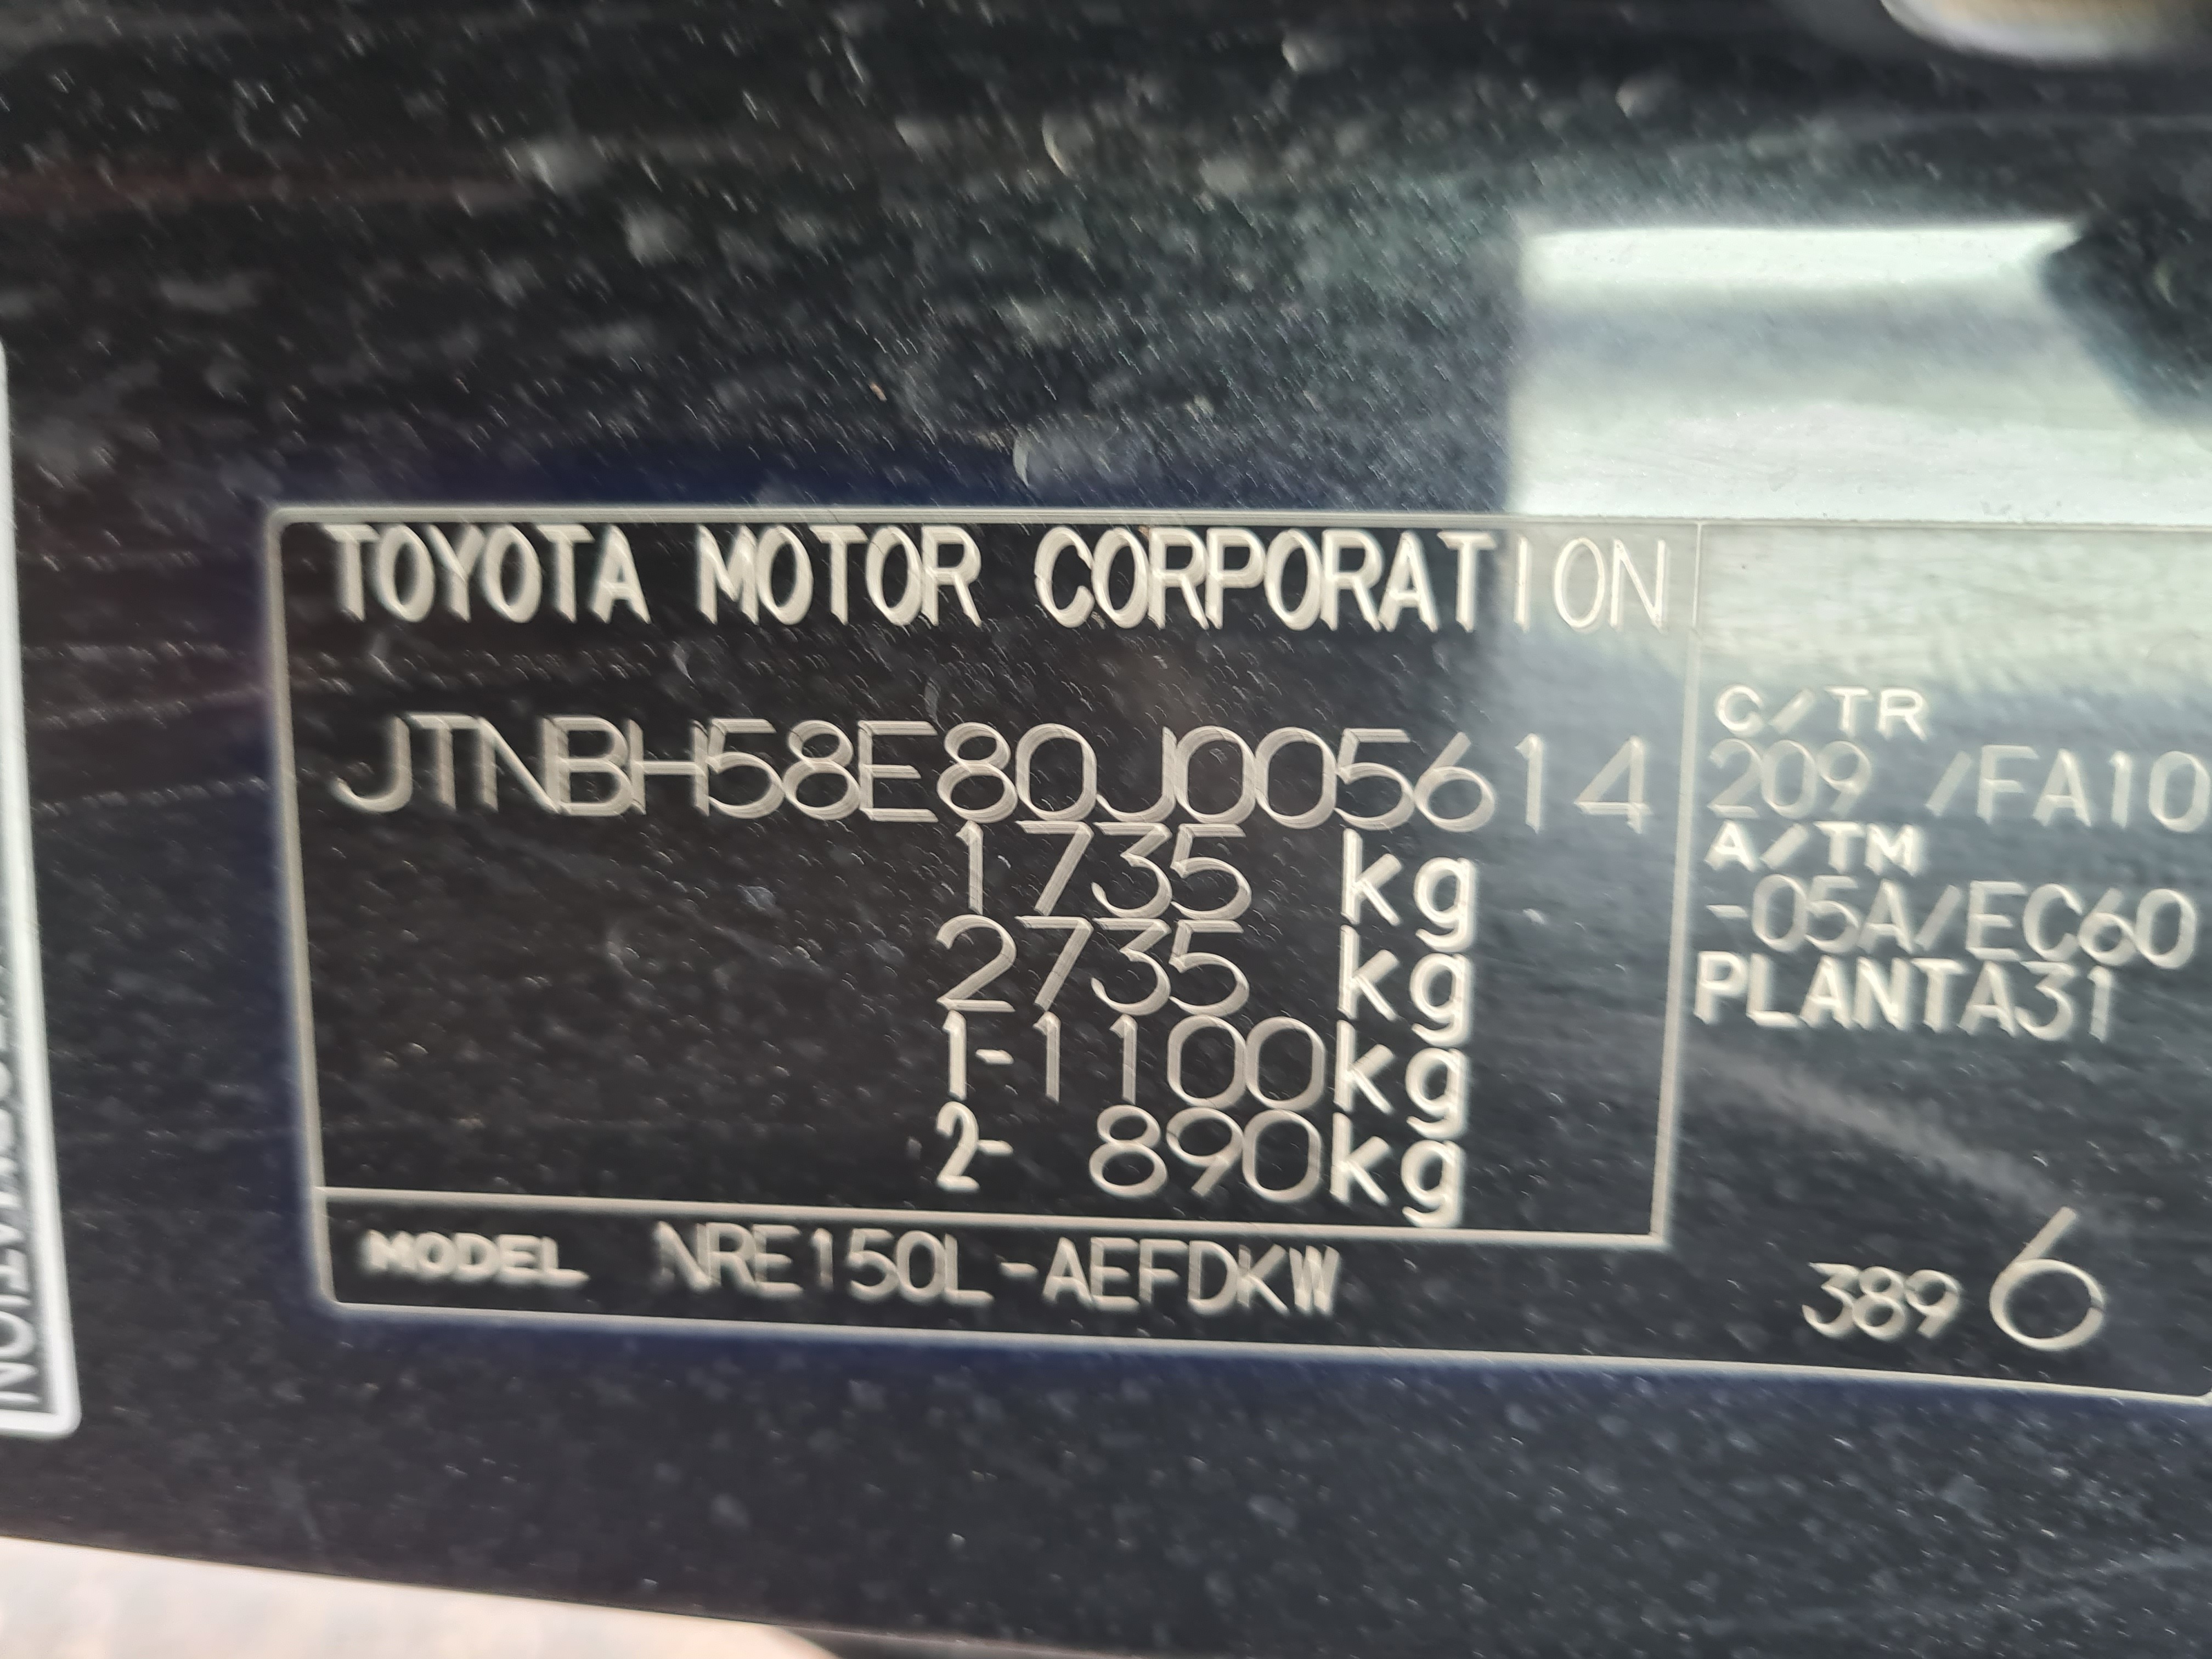 TOYOTA MOTOR CORPORATION
JTNBH58E80J005614
1735 kg
2735 kg
1-1100kg
2- 890kg
MODEL NRE150L-AEFDKW
C/TR
209 /FA10
A/TM
-05A/EC60
PLANTA31
389 6